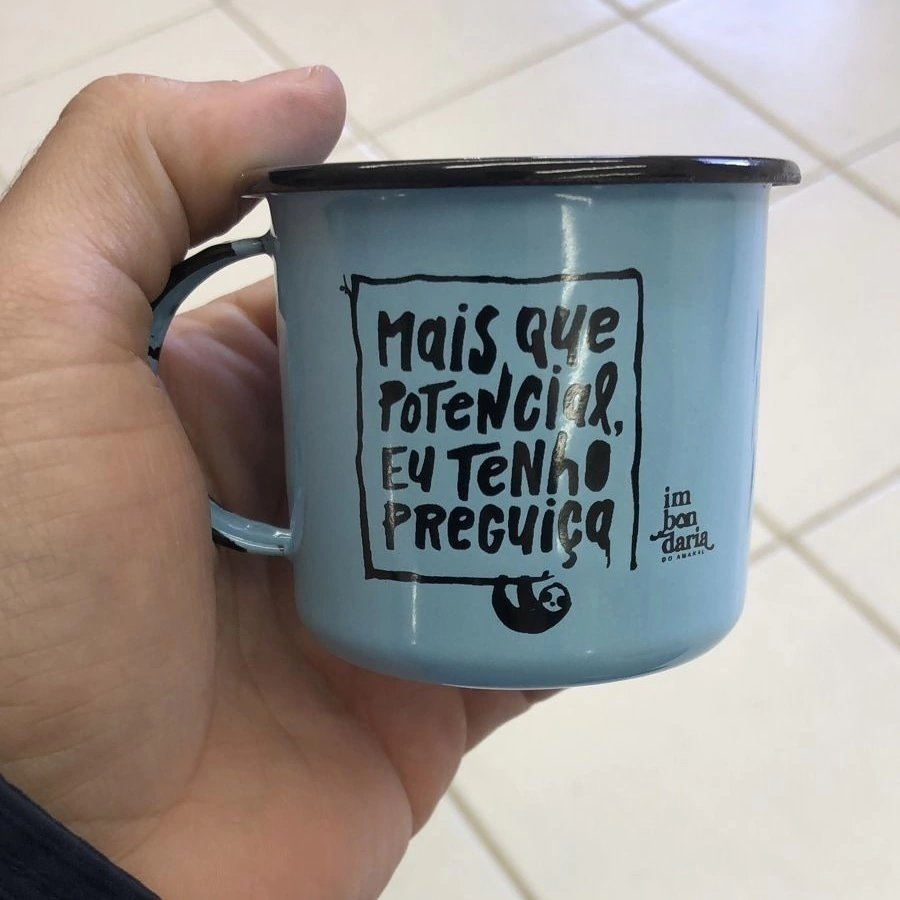 Mais que
potencial,
eu tenho
preguiça
im
bon
daria
DO AMARAL